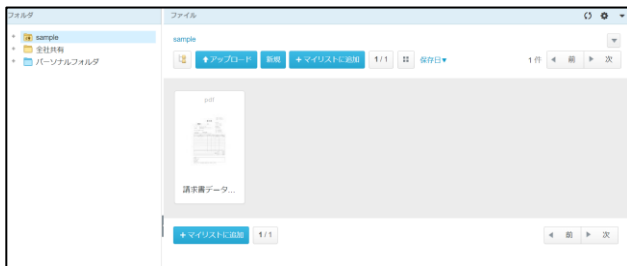 フォルダ
sample
全社共有
パーソナルフォルダ
ファイル
sample
アップロード 新規 +マイリストに追加 1/1 保存日▼ 1 件 前 次
pdf
請求書データ...
+マイリストに追加 1/1 前 次